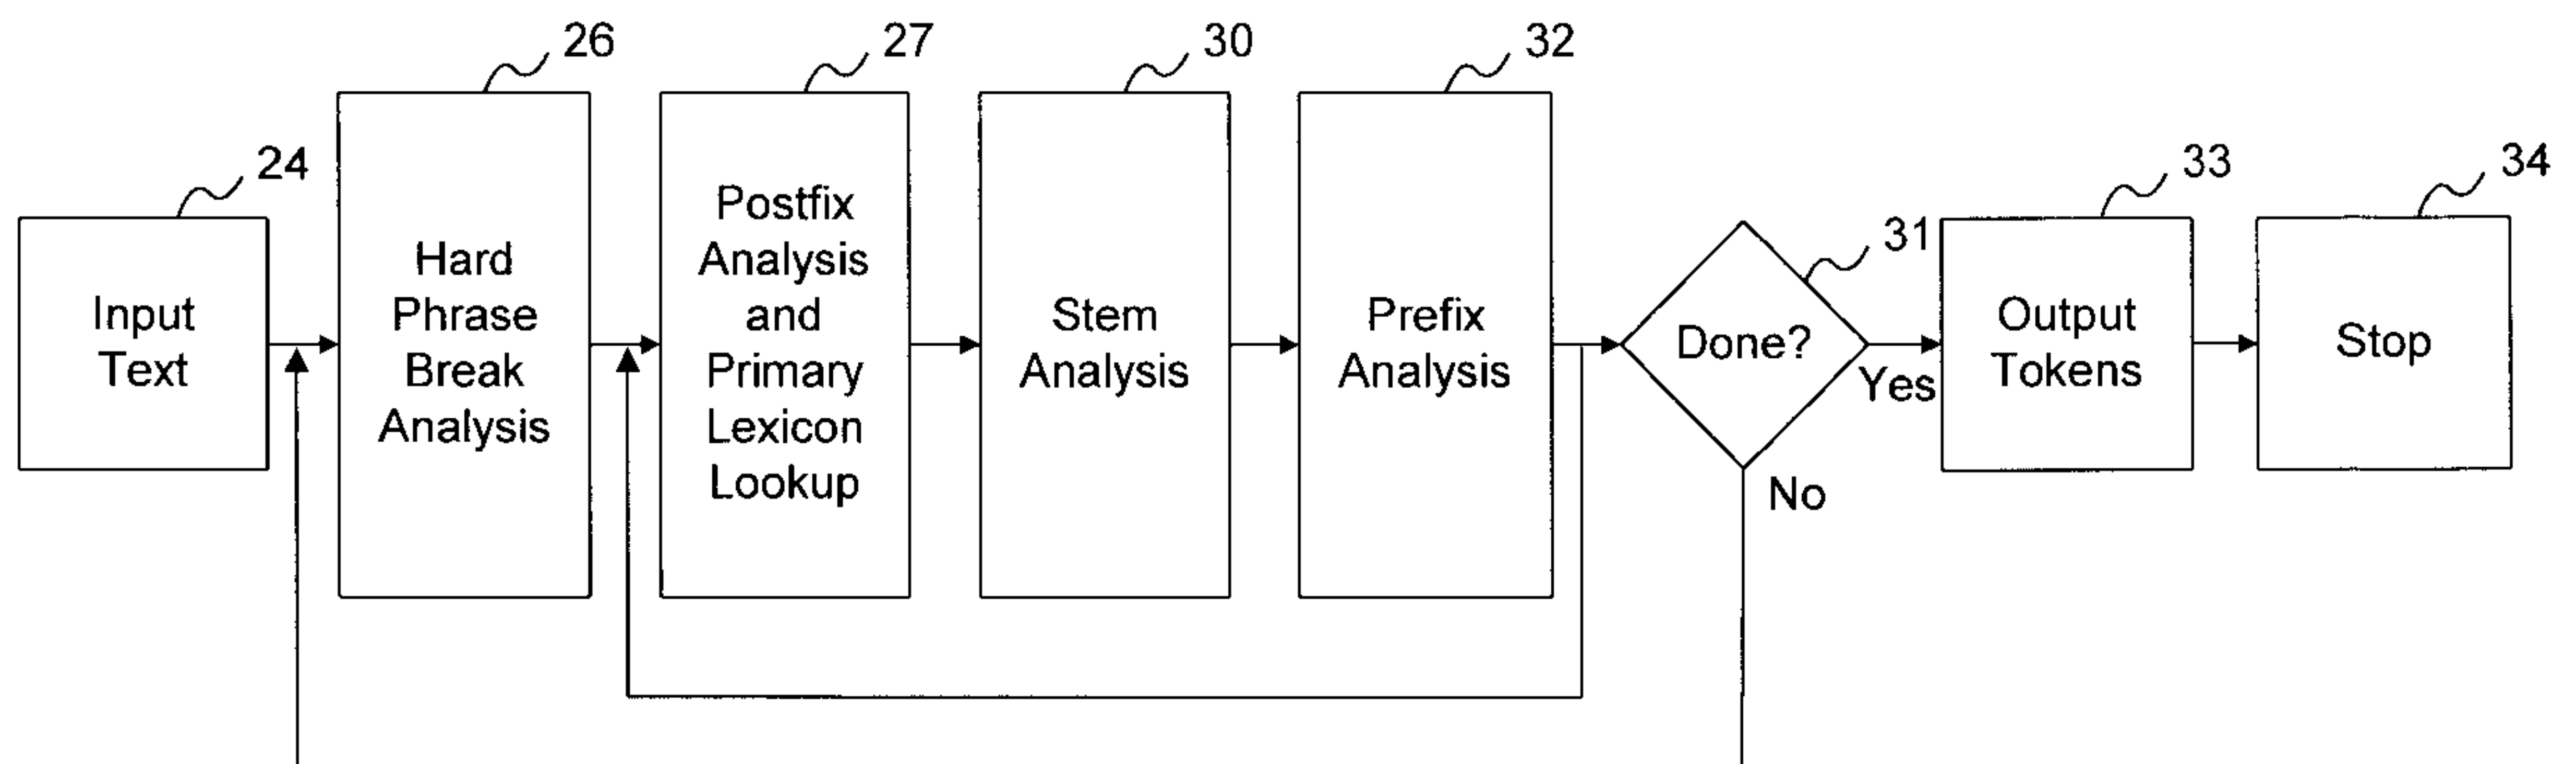 26
27
30
32
24
33
34
31
Input
Text
Hard
Phrase
Break
Analysis
Postfix
Analysis
and
Primary
Lexicon
Lookup
Stem
Analysis
Prefix
Analysis
Done?
Yes
No
Output
Tokens
Stop